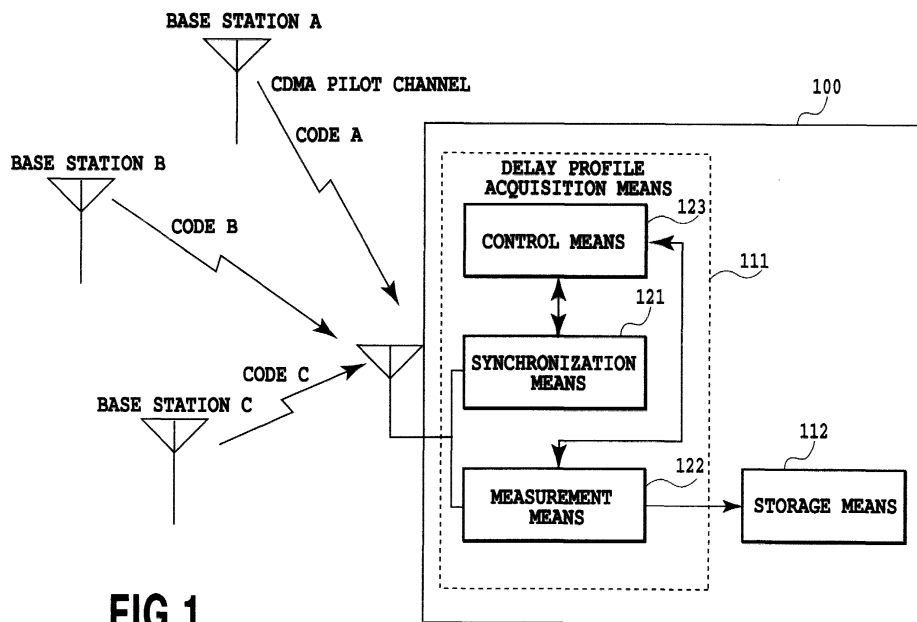 BASE STATION A
CDMA PILOT CHANNEL
CODE A
100
BASE STATION B
CODE B
DELAY PROFILE
ACQUISITION MEANS
123
CONTROL MEANS
111
121
SYNCHRONIZATION
MEANS
CODE C
BASE STATION C
122
MEASUREMENT
MEANS
112
STORAGE MEANS
FIG.1